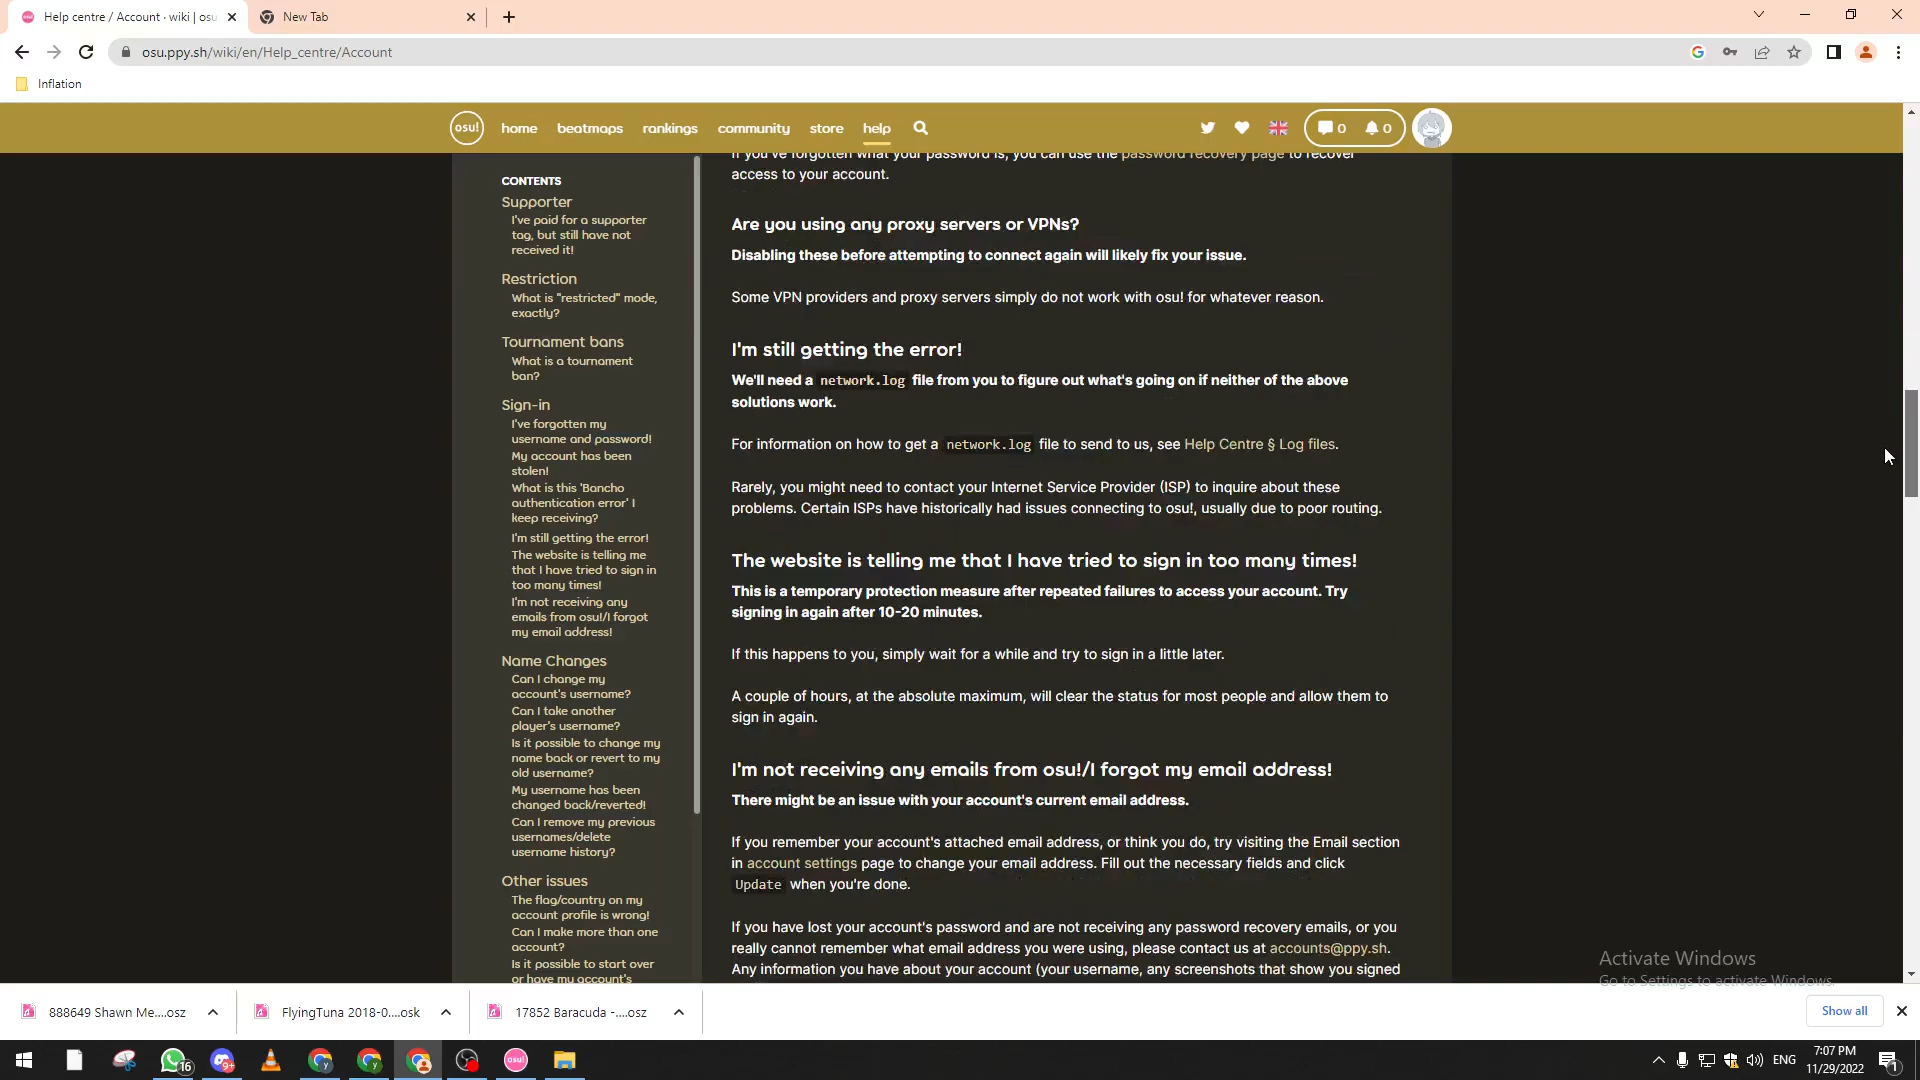 Help centre / Account · wiki | osu
New Tab
osu.ppy.sh/wiki/en/Help_centre/Account
Inflation
osu!
home
beatmaps
rankings
community
store
help
0
0
CONTENTS
Supporter
I've paid for a supporter
tag, but still have not
received it!
Restriction
What is "restricted" mode,
exactly?
Tournament bans
What is a tournament
ban?
Sign-in
I've forgotten my
username and password!
My account has been
stolen!
What is this 'Bancho
authentication error' I
keep receiving?
I'm still getting the error!
The website is telling me
that I have tried to sign in
too many times!
I'm not receiving any
emails from osu!/I forgot
my email address!
Name Changes
Can I change my
account's username?
Can I take another
player's username?
Is it possible to change my
name back or revert to my
old username?
My username has been
changed back/reverted!
Can I remove my previous
usernames/delete
username history?
Other issues
The flag/country on my
account profile is wrong!
Can I make more than one
account?
Is it possible to start over
or have my account's
If you've forgotten what your password is, you can use the password recovery page to recover
access to your account.
Are you using any proxy servers or VPNs?
Disabling these before attempting to connect again will likely fix your issue.
Some VPN providers and proxy servers simply do not work with osu! for whatever reason.
I'm still getting the error!
We'll need a network.log file from you to figure out what's going on if neither of the above
solutions work.
For information on how to get a network.log file to send to us, see Help Centre § Log files.
Rarely, you might need to contact your Internet Service Provider (ISP) to inquire about these
problems. Certain ISPs have historically had issues connecting to osu!, usually due to poor routing.
The website is telling me that I have tried to sign in too many times!
This is a temporary protection measure after repeated failures to access your account. Try
signing in again after 10-20 minutes.
If this happens to you, simply wait for a while and try to sign in a little later.
A couple of hours, at the absolute maximum, will clear the status for most people and allow them to
sign in again.
I'm not receiving any emails from osu!/I forgot my email address!
There might be an issue with your account's current email address.
If you remember your account's attached email address, or think you do, try visiting the Email section
in account settings page to change your email address. Fill out the necessary fields and click
Update when you're done.
If you have lost your account's password and are not receiving any password recovery emails, or you
really cannot remember what email address you were using, please contact us at accounts@ppy.sh.
Any information you have about your account (your username, any screenshots that show you signed
Activate Windows
Go to Settings to activate Windows.
888649 Shawn Me....osz
FlyingTuna 2018-0....osk
17852 Baracuda -....osz
Show all
16
9+
osu!
ENG
7:07 PM
11/29/2022
1